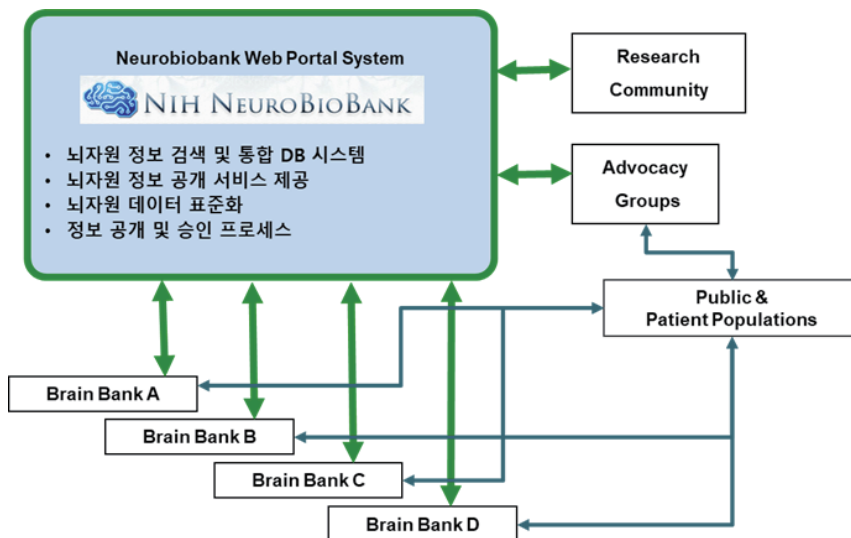 Neurobiobank Web Portal System
NIH NEUROBIOBANK
• 뇌자원 정보 검색 및 통합 DB 시스템
• 뇌자원 정보 공개 서비스 제공
• 뇌자원 데이터 표준화
• 정보 공개 및 승인 프로세스
Research
Community
Advocacy
Groups
Public &
Patient Populations
Brain Bank A
Brain Bank B
Brain Bank C
Brain Bank D